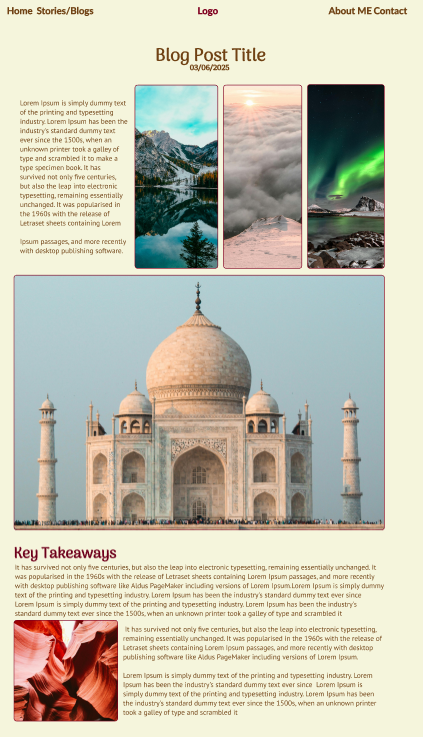 Home Stories/Blogs Logo About ME Contact
Blog Post Title
03/06/2025
Lorem Ipsum is simply dummy text
of the printing and typesetting
industry. Lorem Ipsum has been the
industry's standard dummy text
ever since the 1500s, when an
unknown printer took a galley of
type and scrambled it to make a
type specimen book. It has
survived not only five centuries,
but also the leap into electronic
typesetting, remaining essentially
unchanged. It was popularised in
the 1960s with the release of
Letraset sheets containing Lorem
Ipsum passages, and more recently
with desktop publishing software.
Key Takeaways
It has survived not only five centuries, but also the leap into electronic typesetting, remaining essentially unchanged. It
was popularised in the 1960s with the release of Letraset sheets containing Lorem Ipsum passages, and more recently
with desktop publishing software like Aldus PageMaker including versions of Lorem Ipsum.Lorem Ipsum is simply dummy
text of the printing and typesetting industry. Lorem Ipsum has been the industry's standard dummy text ever since the
Lorem Ipsum is simply dummy text of the printing and typesetting industry. Lorem Ipsum has been the industry's
standard dummy text ever since the 1500s, when an unknown printer took a galley of type and scrambled it
It has survived not only five centuries, but also the leap into electronic typesetting,
remaining essentially unchanged. It was popularised in the 1960s with the release of
Letraset sheets containing Lorem Ipsum passages, and more recently with desktop
publishing software like Aldus PageMaker including versions of Lorem Ipsum.
Lorem Ipsum is simply dummy text of the printing and typesetting industry. Lorem
Ipsum has been the industry's standard dummy text ever since Lorem Ipsum is
simply dummy text of the printing and typesetting industry. Lorem Ipsum has been
the industry's standard dummy text ever since the 1500s, when an unknown printer
took a galley of type and scrambled it